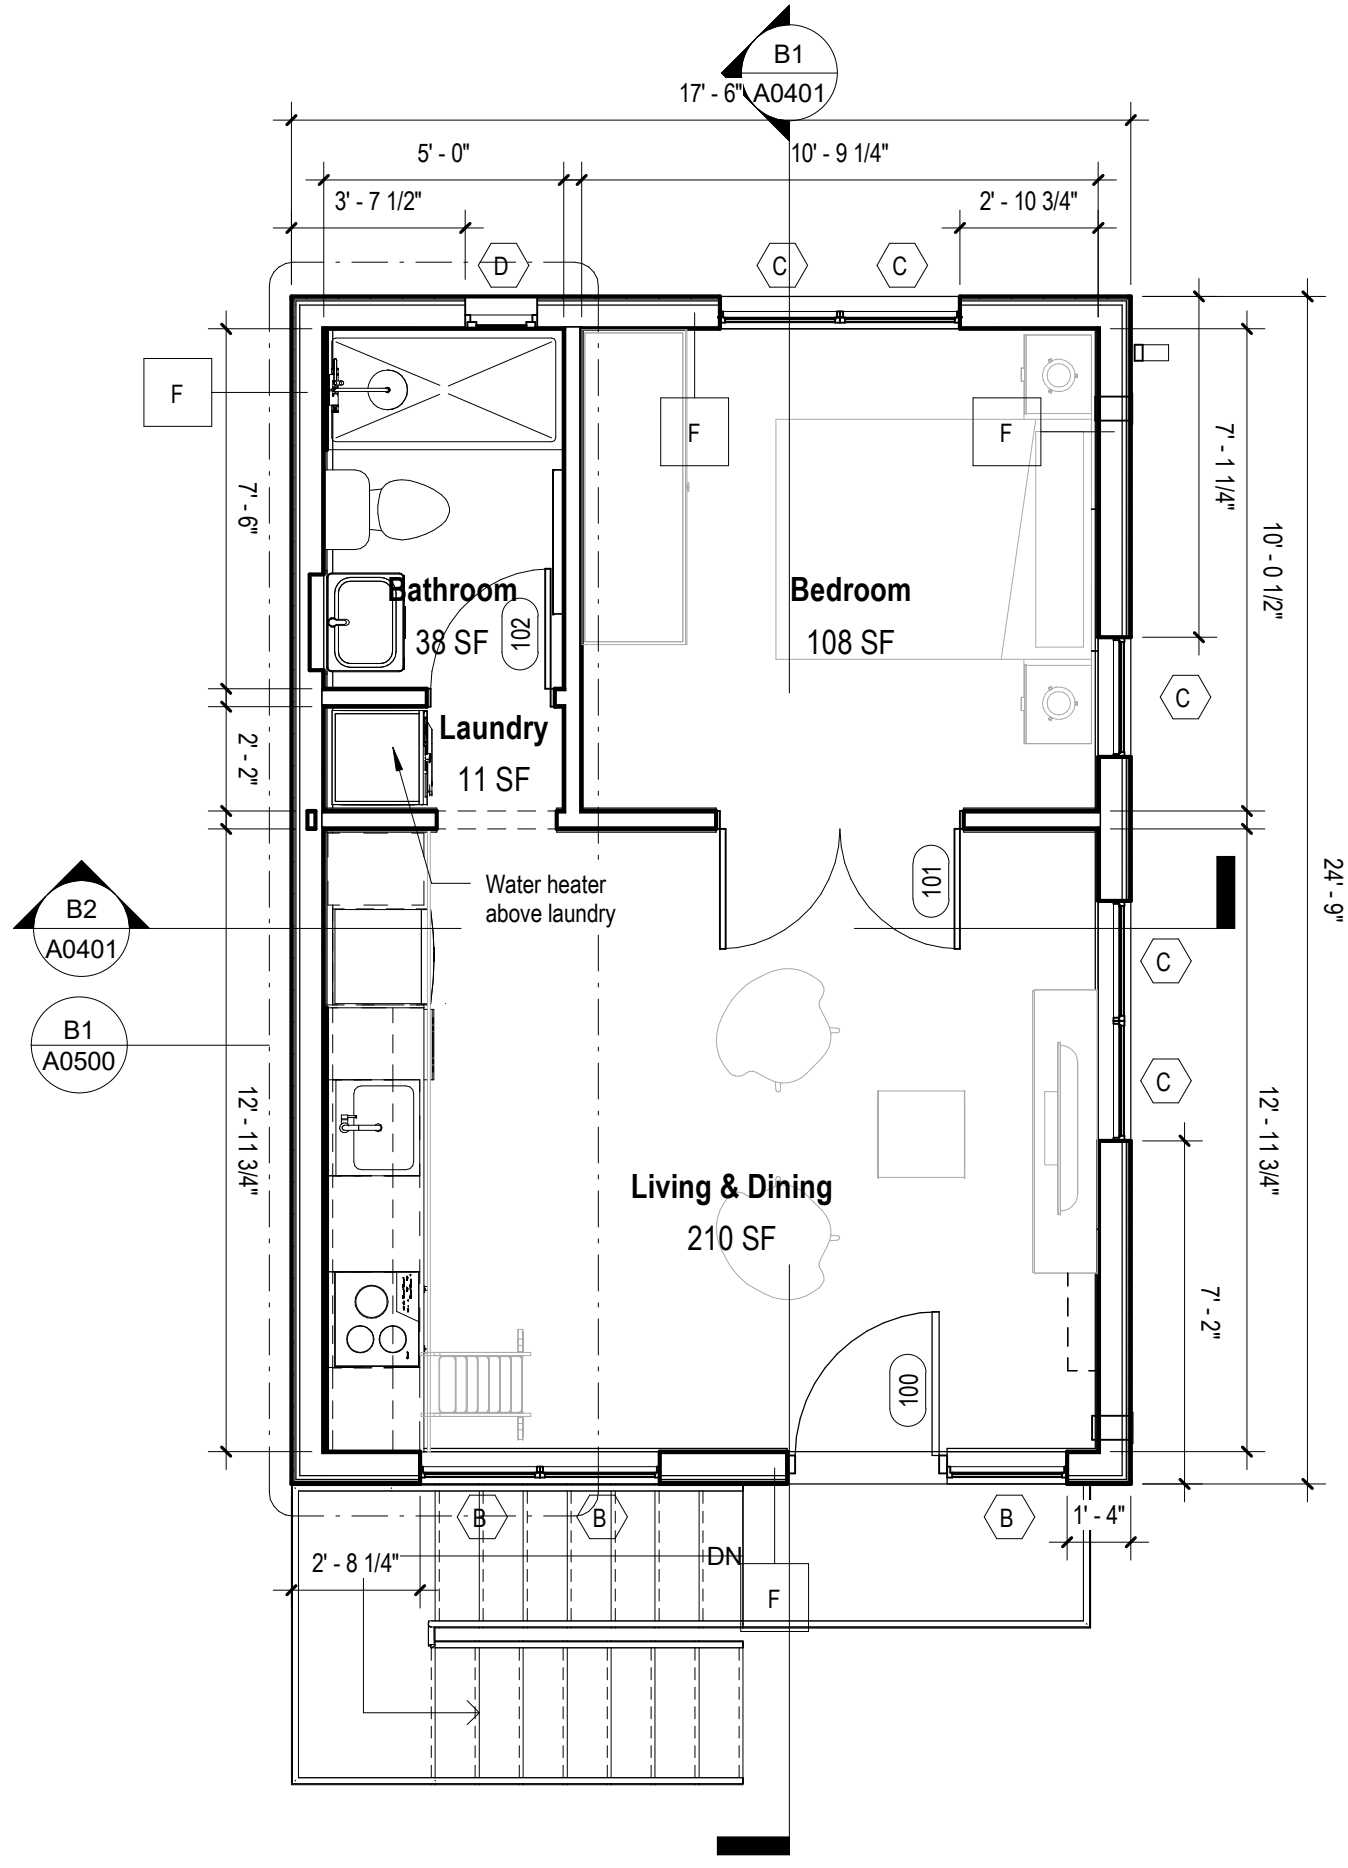 B1
A0401
17' - 6"
5' - 0"
10' - 9 1/4"
3' - 7 1/2"
2' - 10 3/4"
D
C
C
F
F
F
7' - 1 1/4"
7' - 6"
10' - 0 1/2"
Bathroom
38 SF
102
Bedroom
108 SF
C
Laundry
11 SF
2' - 2"
Water heater
above laundry
101
24' - 9"
B2
A0401
C
B1
A0500
C
12' - 11 3/4"
12' - 11 3/4"
Living & Dining
210 SF
7' - 2"
100
B
B
B
1' - 4"
2' - 8 1/4"
DN
F